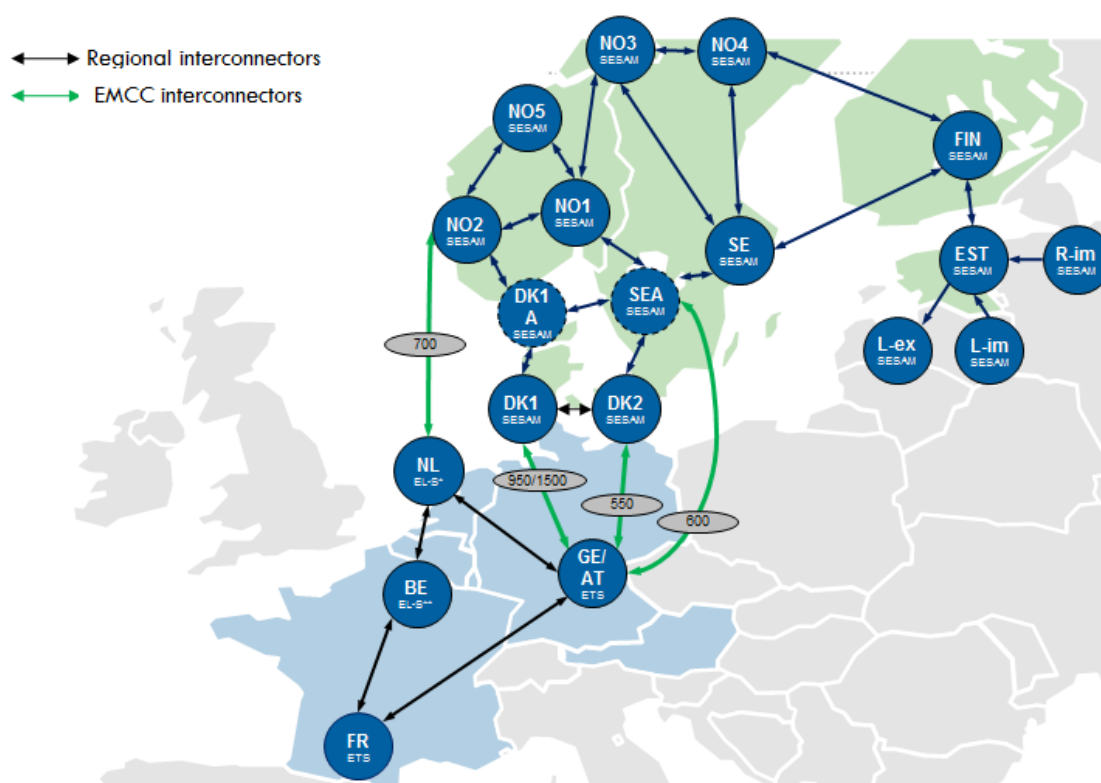 Regional interconnectors
EMCC interconnectors
NO3
SESAM
NO4
SESAM
NO5
SESAM
FIN
SESAM
NO1
SESAM
NO2
SESAM
SE
SESAM
EST
SESAM
R-im
SESAM
DK1
A
SESAM
SEA
SESAM
700
L-ex
SESAM
L-im
SESAM
DK1
SESAM
DK2
SESAM
NL
EL-S*
950/1500
550
600
GE/
AT
ETS
BE
EL-S**
FR
ETS